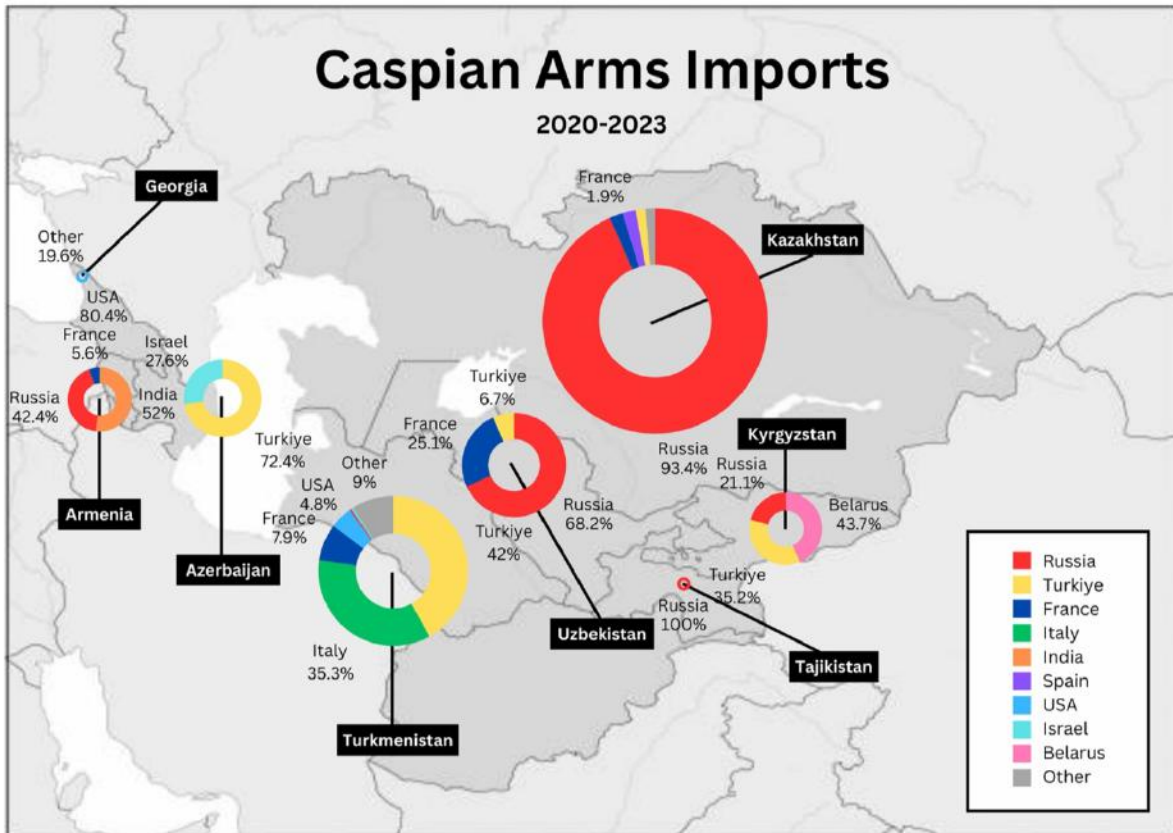 Caspian Arms Imports
2020-2023
Georgia
Other
19.6%
USA
80.4%
France
5.6%
Russia
42.4%
India
52%
Armenia
Israel
27.6%
Turkiye
72.4%
Azerbaijan
France
1.9%
Kazakhstan
Russia
93.4%
Turkiye
6.7%
France
25.1%
Russia
68.2%
Uzbekistan
Other
9%
USA
4.8%
France
7.9%
Turkiye
42%
Italy
35.3%
Turkmenistan
Kyrgyzstan
Russia
21.1%
Belarus
43.7%
Turkiye
35.2%
Russia
100%
Tajikistan
Russia
Turkiye
France
Italy
India
Spain
USA
Israel
Belarus
Other